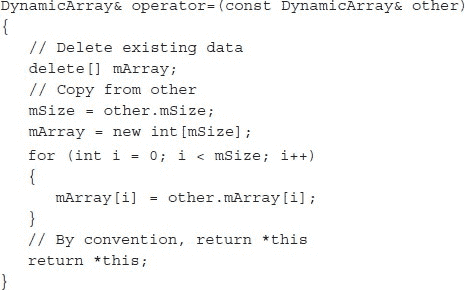 DynamicArray& operator=(const DynamicArray& other)
{
   // Delete existing data
   delete[] mArray;
   // Copy from other
   mSize = other.mSize;
   mArray = new int[mSize];
   for (int i = 0; i < mSize; i++)
   {
      mArray[i] = other.mArray[i];
   }
   // By convention, return *this
   return *this;
}